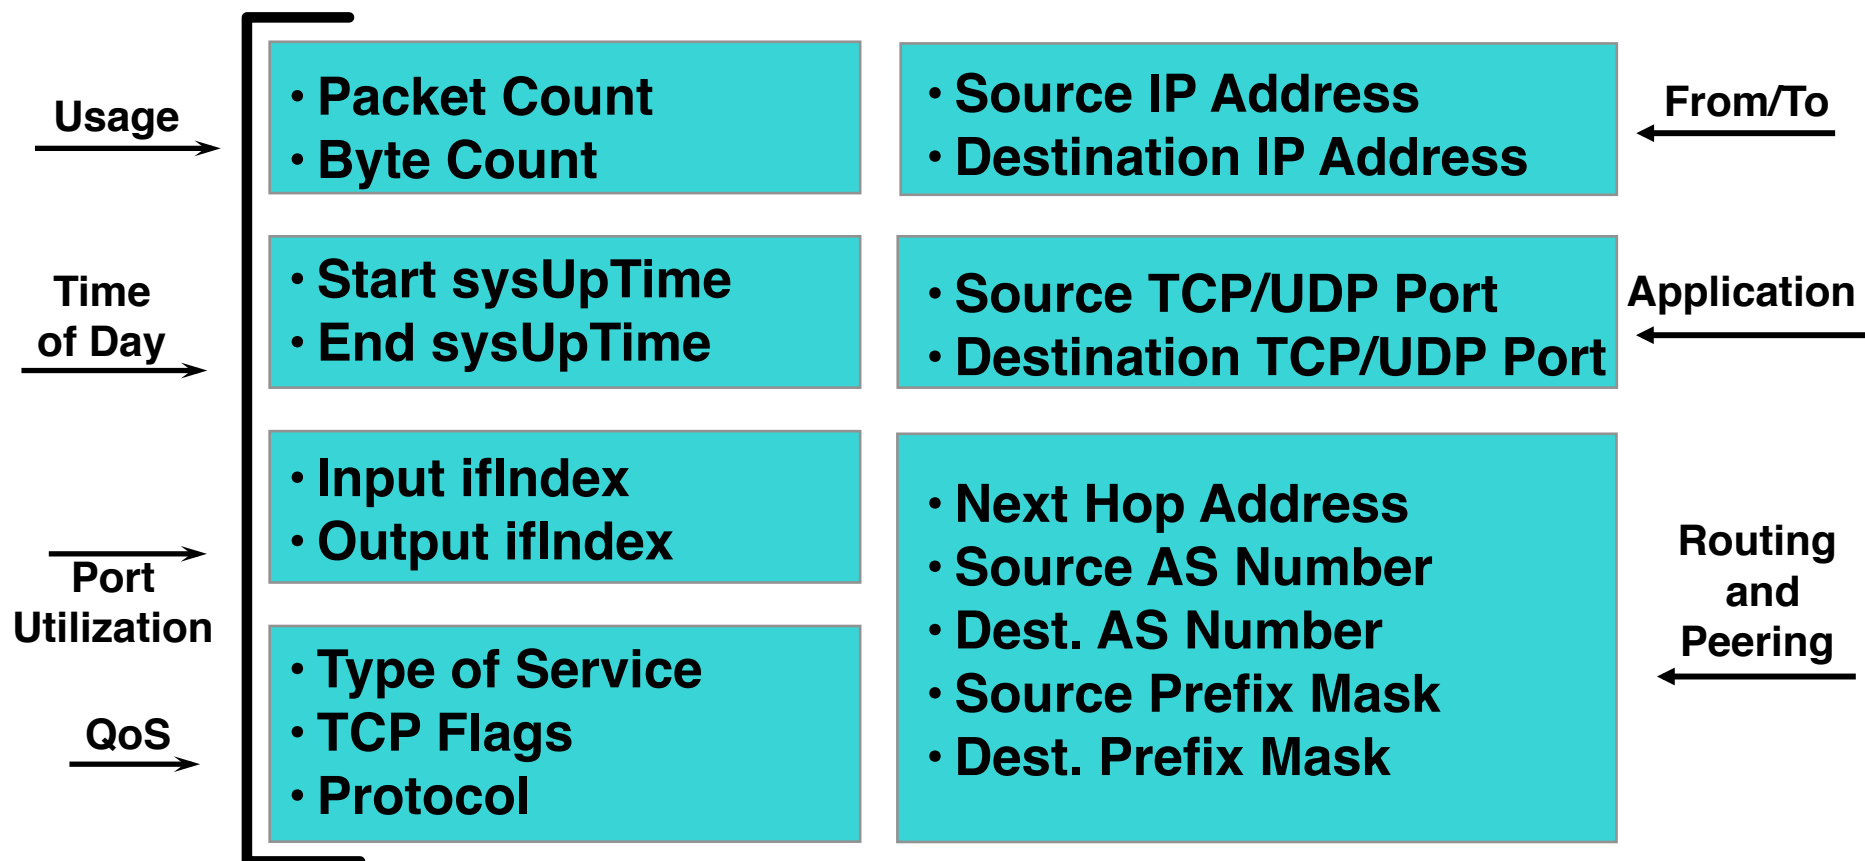 Usage
• Packet Count
• Byte Count
• Source IP Address
• Destination IP Address
From/To
Time
of Day
• Start sysUpTime
• End sysUpTime
• Source TCP/UDP Port
• Destination TCP/UDP Port
Application
Port
Utilization
• Input ifIndex
• Output ifIndex
• Next Hop Address
• Source AS Number
• Dest. AS Number
• Source Prefix Mask
• Dest. Prefix Mask
Routing
and
Peering
QoS
• Type of Service
• TCP Flags
• Protocol